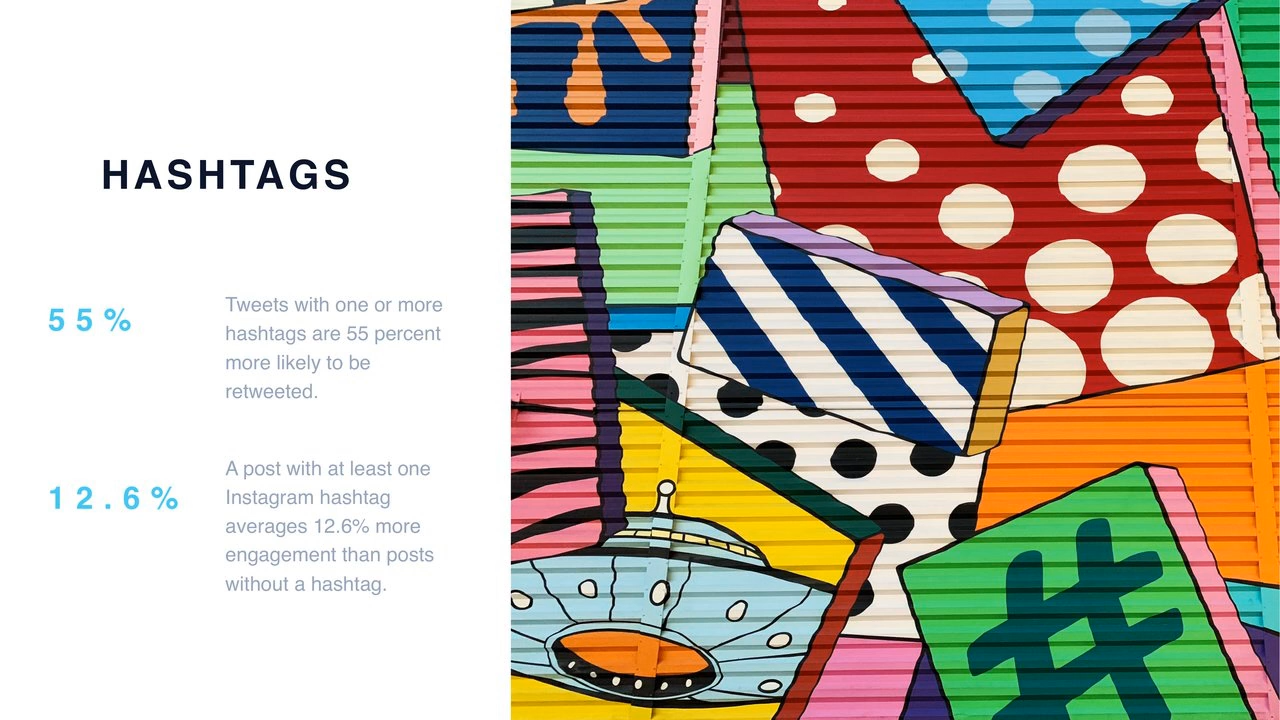 HASHTAGS
55%
Tweets with one or more
hashtags are 55 percent
more likely to be
retweeted.
12.6%
A post with at least one
Instagram hashtag
averages 12.6% more
engagement than posts
without a hashtag.
#